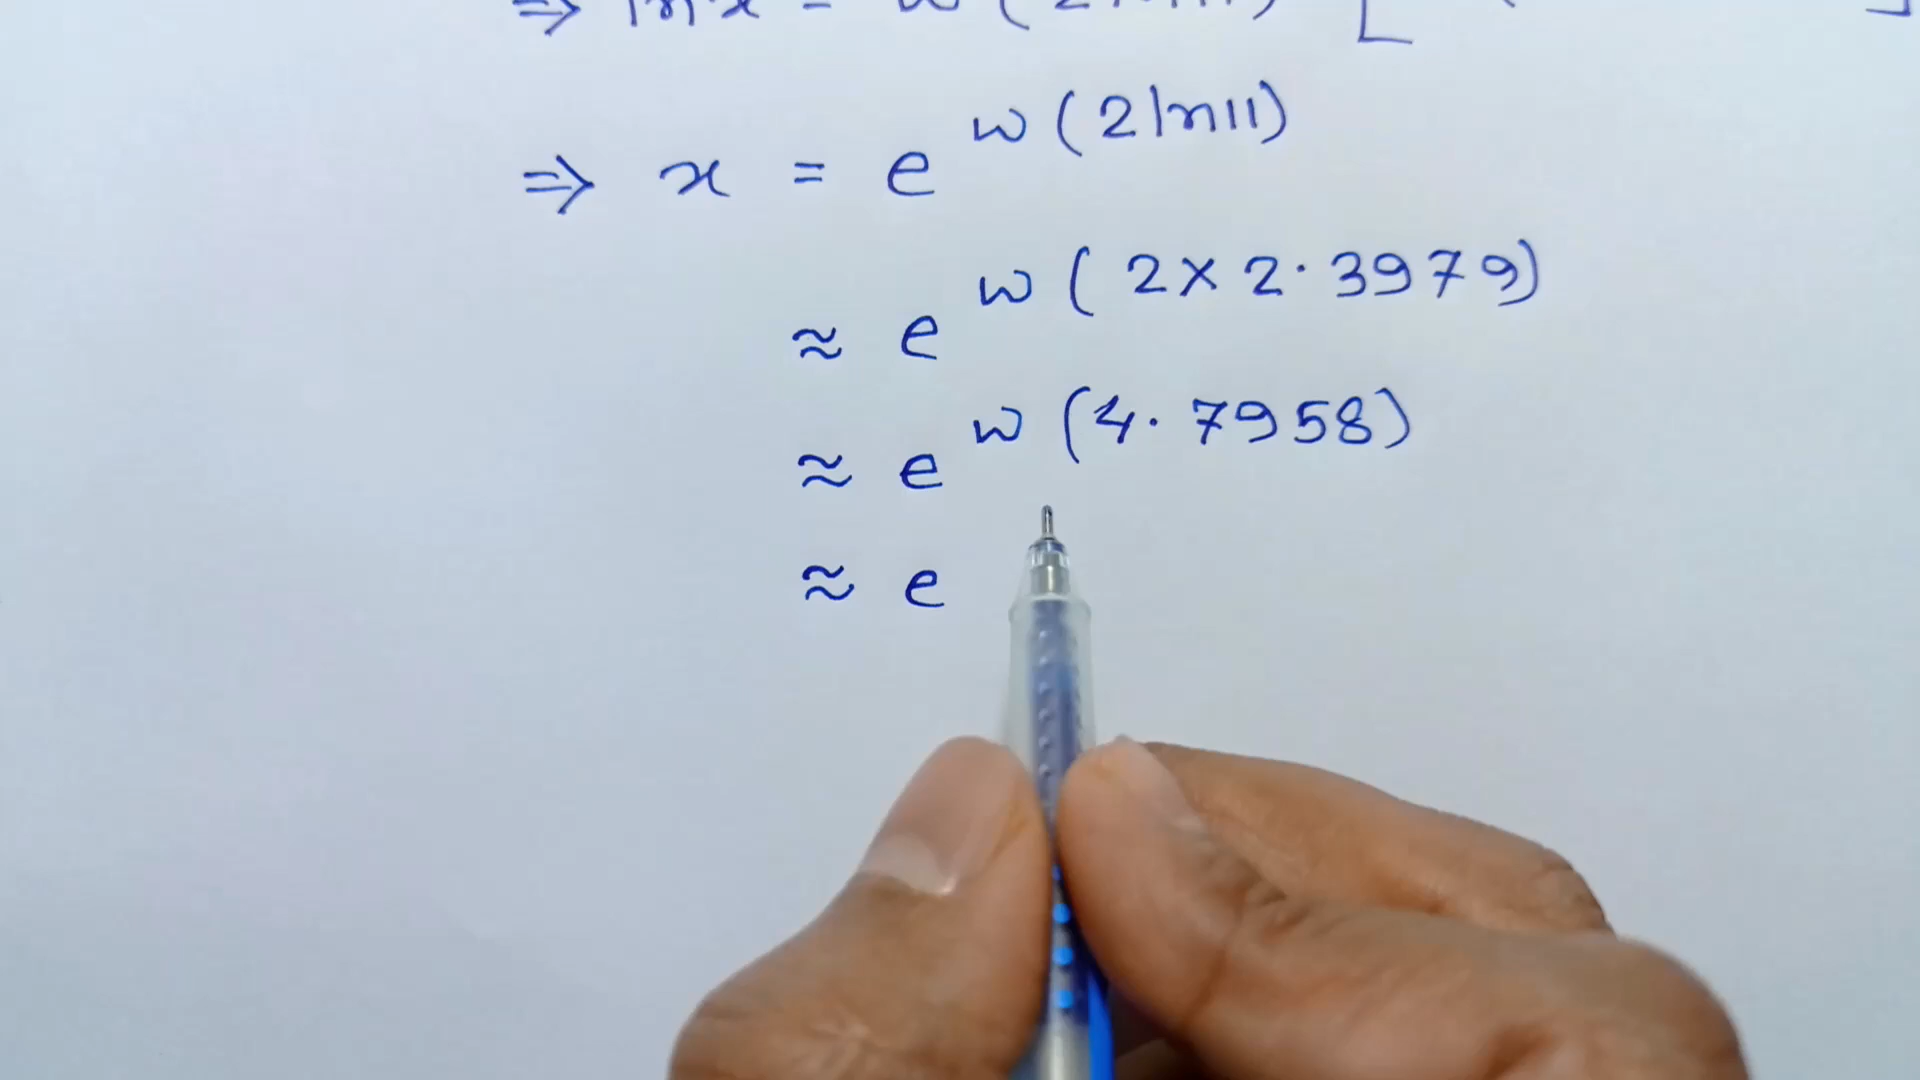 ⇒ x = e^{W(2ln11)}
≈ e^{W(2×2.3979)}
≈ e^{W(4.7958)}
≈ e